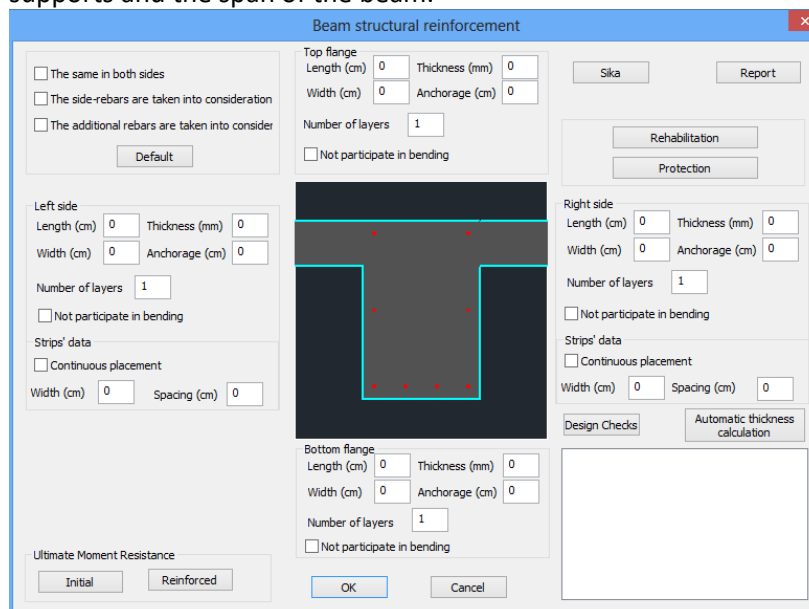 supports and the span of the beam.
Beam structural reinforcement
x
The same in both sides
The side-rebars are taken into consideration
The additional rebars are taken into consider
Default
Top flange
Length (cm) 0 Thickness (mm) 0
Width (cm) 0 Anchorage (cm) 0
Number of layers 1
Not participate in bending
Sika Report
Rehabilitation
Protection
Left side
Length (cm) 0 Thickness (mm) 0
Width (cm) 0 Anchorage (cm) 0
Number of layers 1
Not participate in bending
Strips' data
Continuous placement
Width (cm) 0 Spacing (cm) 0
Right side
Length (cm) 0 Thickness (mm) 0
Width (cm) 0 Anchorage (cm) 0
Number of layers 1
Not participate in bending
Strips' data
Continuous placement
Width (cm) 0 Spacing (cm) 0
Design Checks
Automatic thickness
calculation
Bottom flange
Length (cm) 0 Thickness (mm) 0
Width (cm) 0 Anchorage (cm) 0
Number of layers 1
Not participate in bending
Ultimate Moment Resistance
Initial Reinforced
OK Cancel